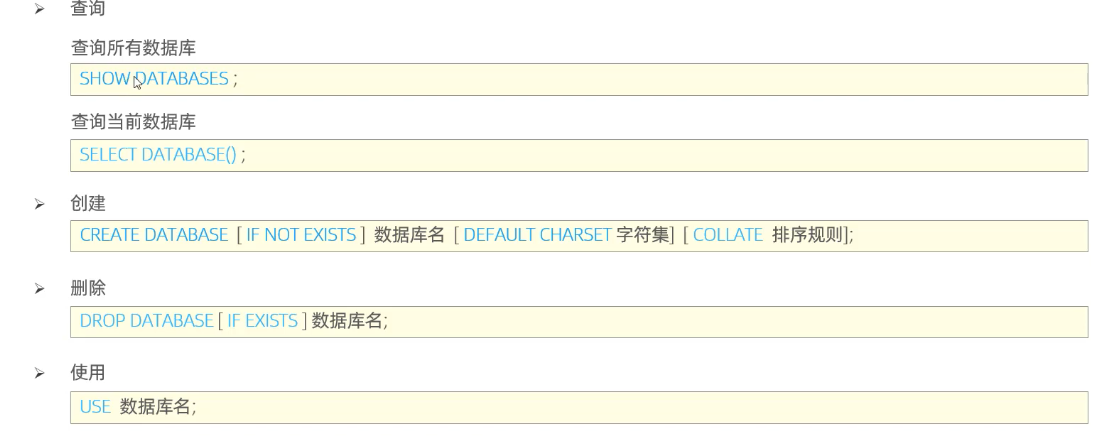 查询
查询所有数据库
SHOW DATABASES ;
查询当前数据库
SELECT DATABASE() ;
创建
CREATE DATABASE [ IF NOT EXISTS ] 数据库名 [ DEFAULT CHARSET 字符集] [ COLLATE 排序规则];
删除
DROP DATABASE [ IF EXISTS ] 数据库名;
使用
USE 数据库名;